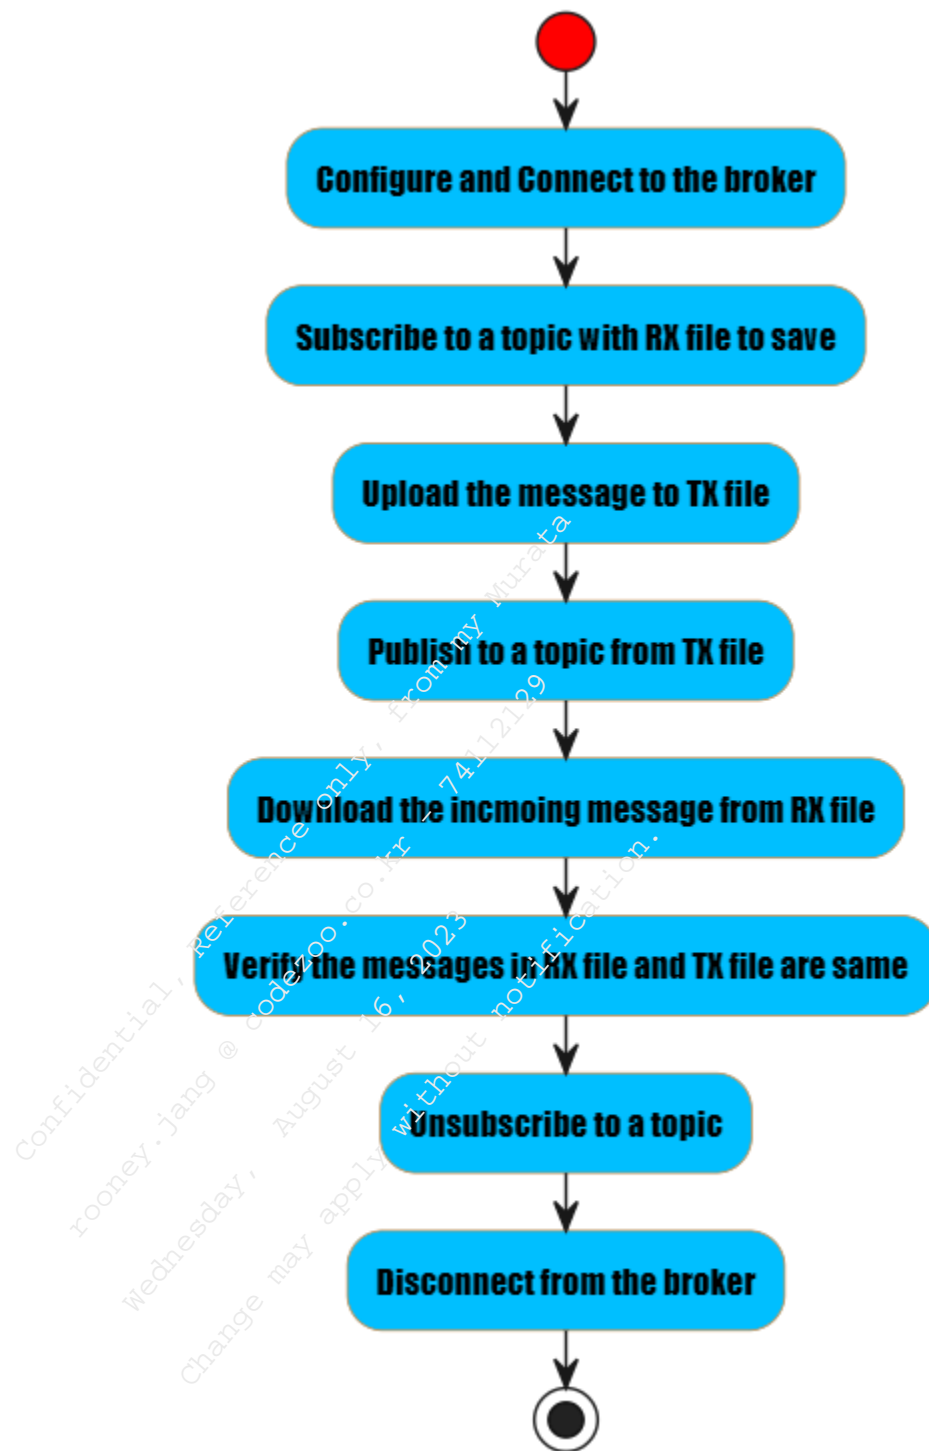 Configure and Connect to the broker
Subscribe to a topic with RX file to save
Upload the message to TX file
Publish to a topic from TX file
Download the incmoing message from RX file
Verify the messages in RX file and TX file are same
Unsubscribe to a topic
Disconnect from the broker
Confidential, Reference only, from my Murata
rooney.jang @ codezoo.co.kr - 74112129
Wednesday, August 16, 2023
Change may apply without notification.